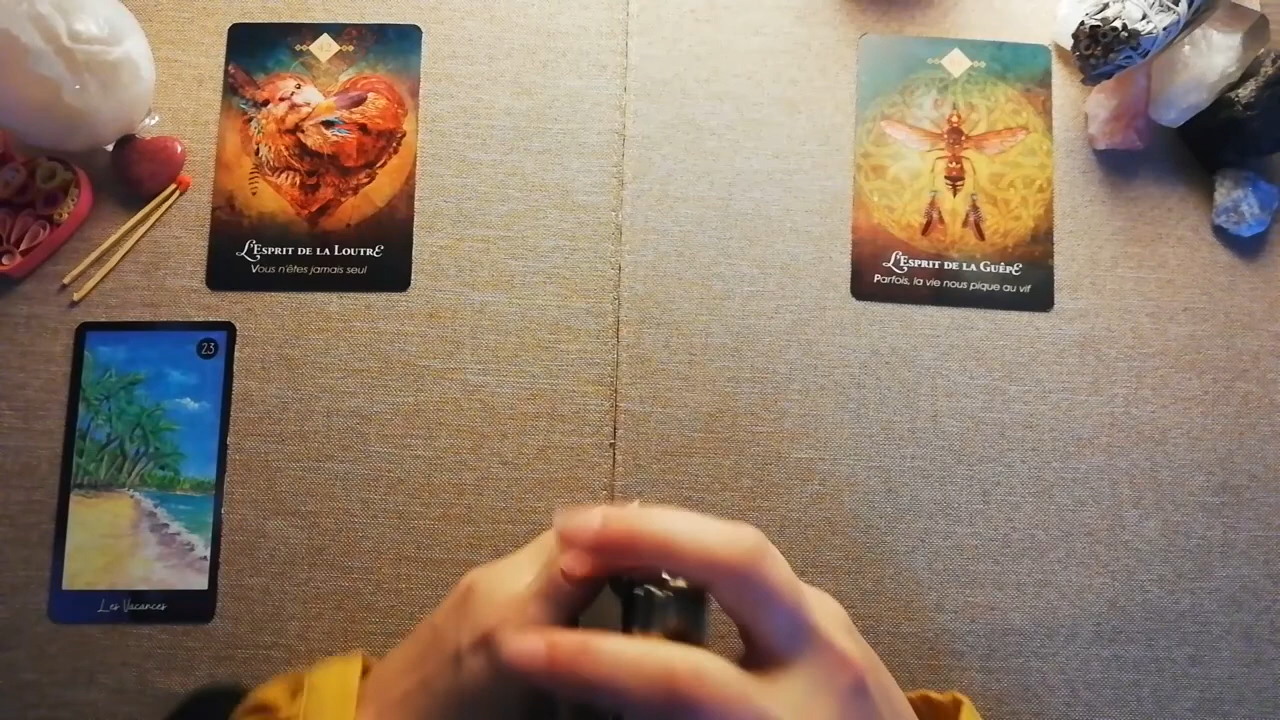 42
L'Esprit de la Loutre
Vous n'êtes jamais seul
L'Esprit de la Guêpe
Parfois, la vie nous pique au vif
23
Les Vacances